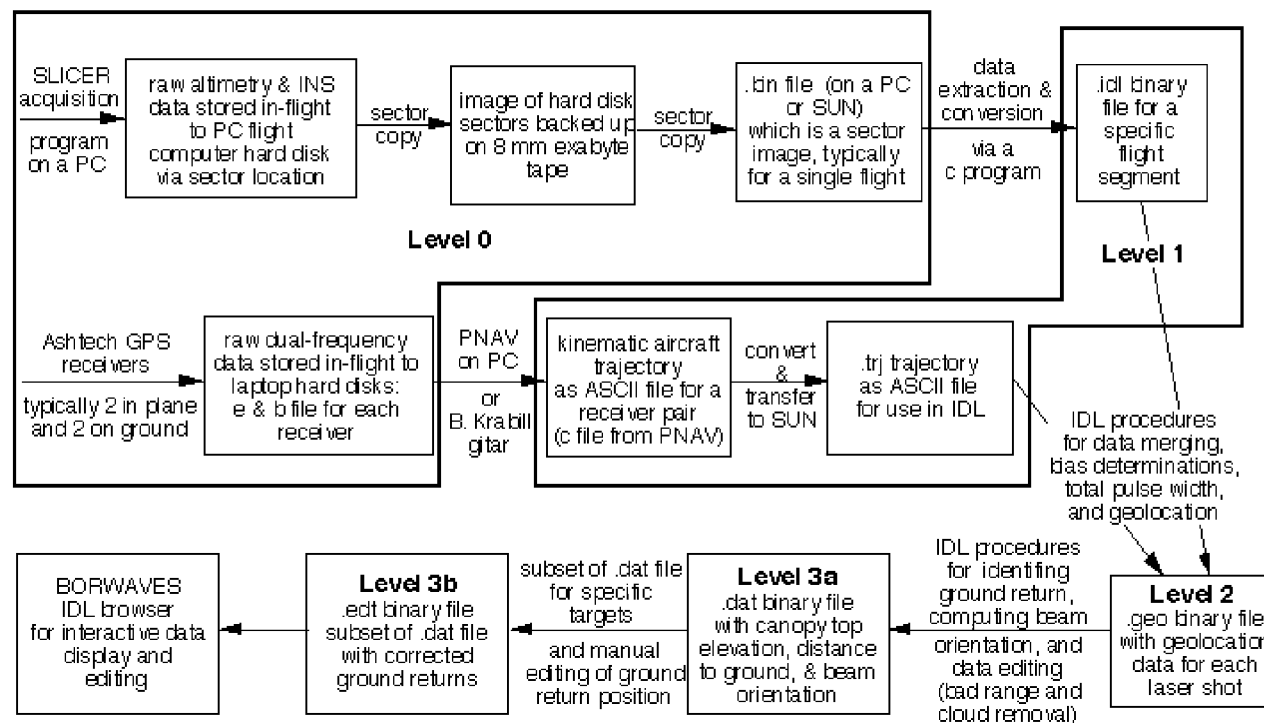 SLICER
acquisition
program
on a PC
raw altimetry & INS
data stored in-flight
to PC flight
computer hard disk
via sector location
sector
copy
image of hard disk
sectors backed up
on 8 mm exabyte
tape
sector
copy
.bin file (on a PC
or SUN)
which is a sector
image, typically
for a single flight
data
extraction &
conversion
via a
c program
.idl binary
file for a
specific
flight
segment
Level 0
Level 1
Ashtech GPS
receivers
typically 2 in plane
and 2 on ground
raw dual-frequency
data stored in-flight to
laptop hard disks:
e & b file for each
receiver
PNAV
on PC
or
B. Krabill
gitar
kinematic aircraft
trajectory
as ASCII file for a
receiver pair
(c file from PNAV)
convert
&
transfer
to SUN
.trj trajectory
as ASCII file
for use in IDL
IDL procedures
for data merging,
bias determinations,
total pulse width,
and geolocation
BORWAVES
IDL browser
for interactive data
display and
editing
Level 3b
.edt binary file
subset of .dat file
with corrected
ground returns
subset of .dat file
for specific
targets
and manual
editing of ground
return position
Level 3a
.dat binary file
with canopy top
elevation, distance
to ground, & beam
orientation
IDL procedures
for identifing
ground return,
computing beam
orientation, and
data editing
(bad range and
cloud removal)
Level 2
.geo binary file
with geolocation
data for each
laser shot